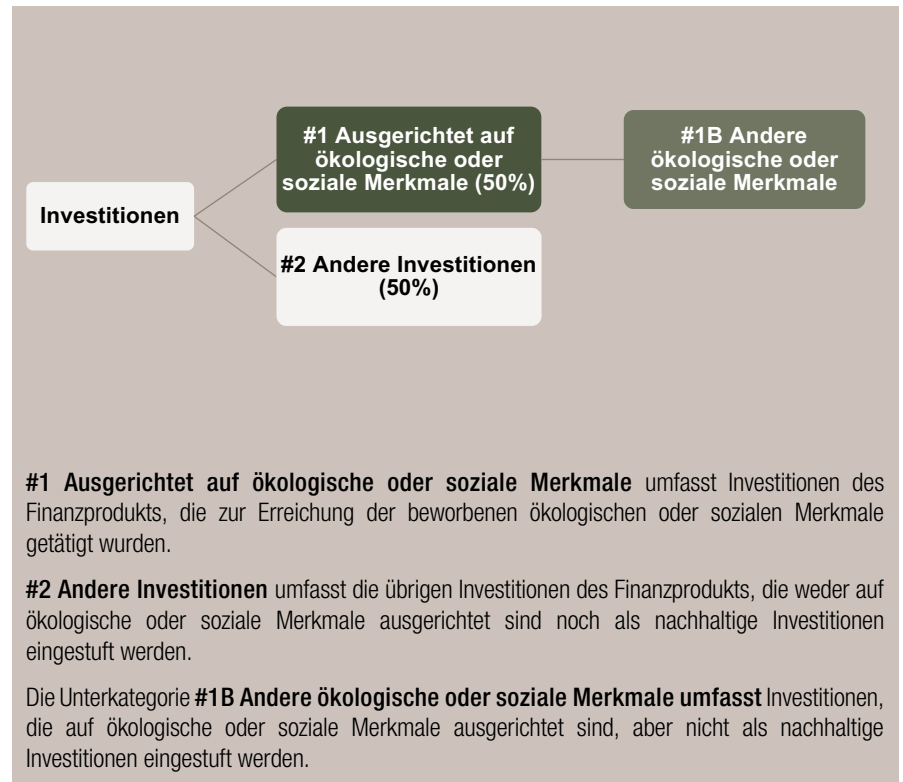 #1 Ausgerichtet auf
ökologische oder
soziale Merkmale (50%)
#1B Andere
ökologische oder
soziale Merkmale
Investitionen
#2 Andere Investitionen
(50%)
#1 Ausgerichtet auf ökologische oder soziale Merkmale umfasst Investitionen des
Finanzprodukts, die zur Erreichung der beworbenen ökologischen oder sozialen Merkmale
getätigt wurden.
#2 Andere Investitionen umfasst die übrigen Investitionen des Finanzprodukts, die weder auf
ökologische oder soziale Merkmale ausgerichtet sind noch als nachhaltige Investitionen
eingestuft werden.
Die Unterkategorie #1B Andere ökologische oder soziale Merkmale umfasst Investitionen,
die auf ökologische oder soziale Merkmale ausgerichtet sind, aber nicht als nachhaltige
Investitionen eingestuft werden.